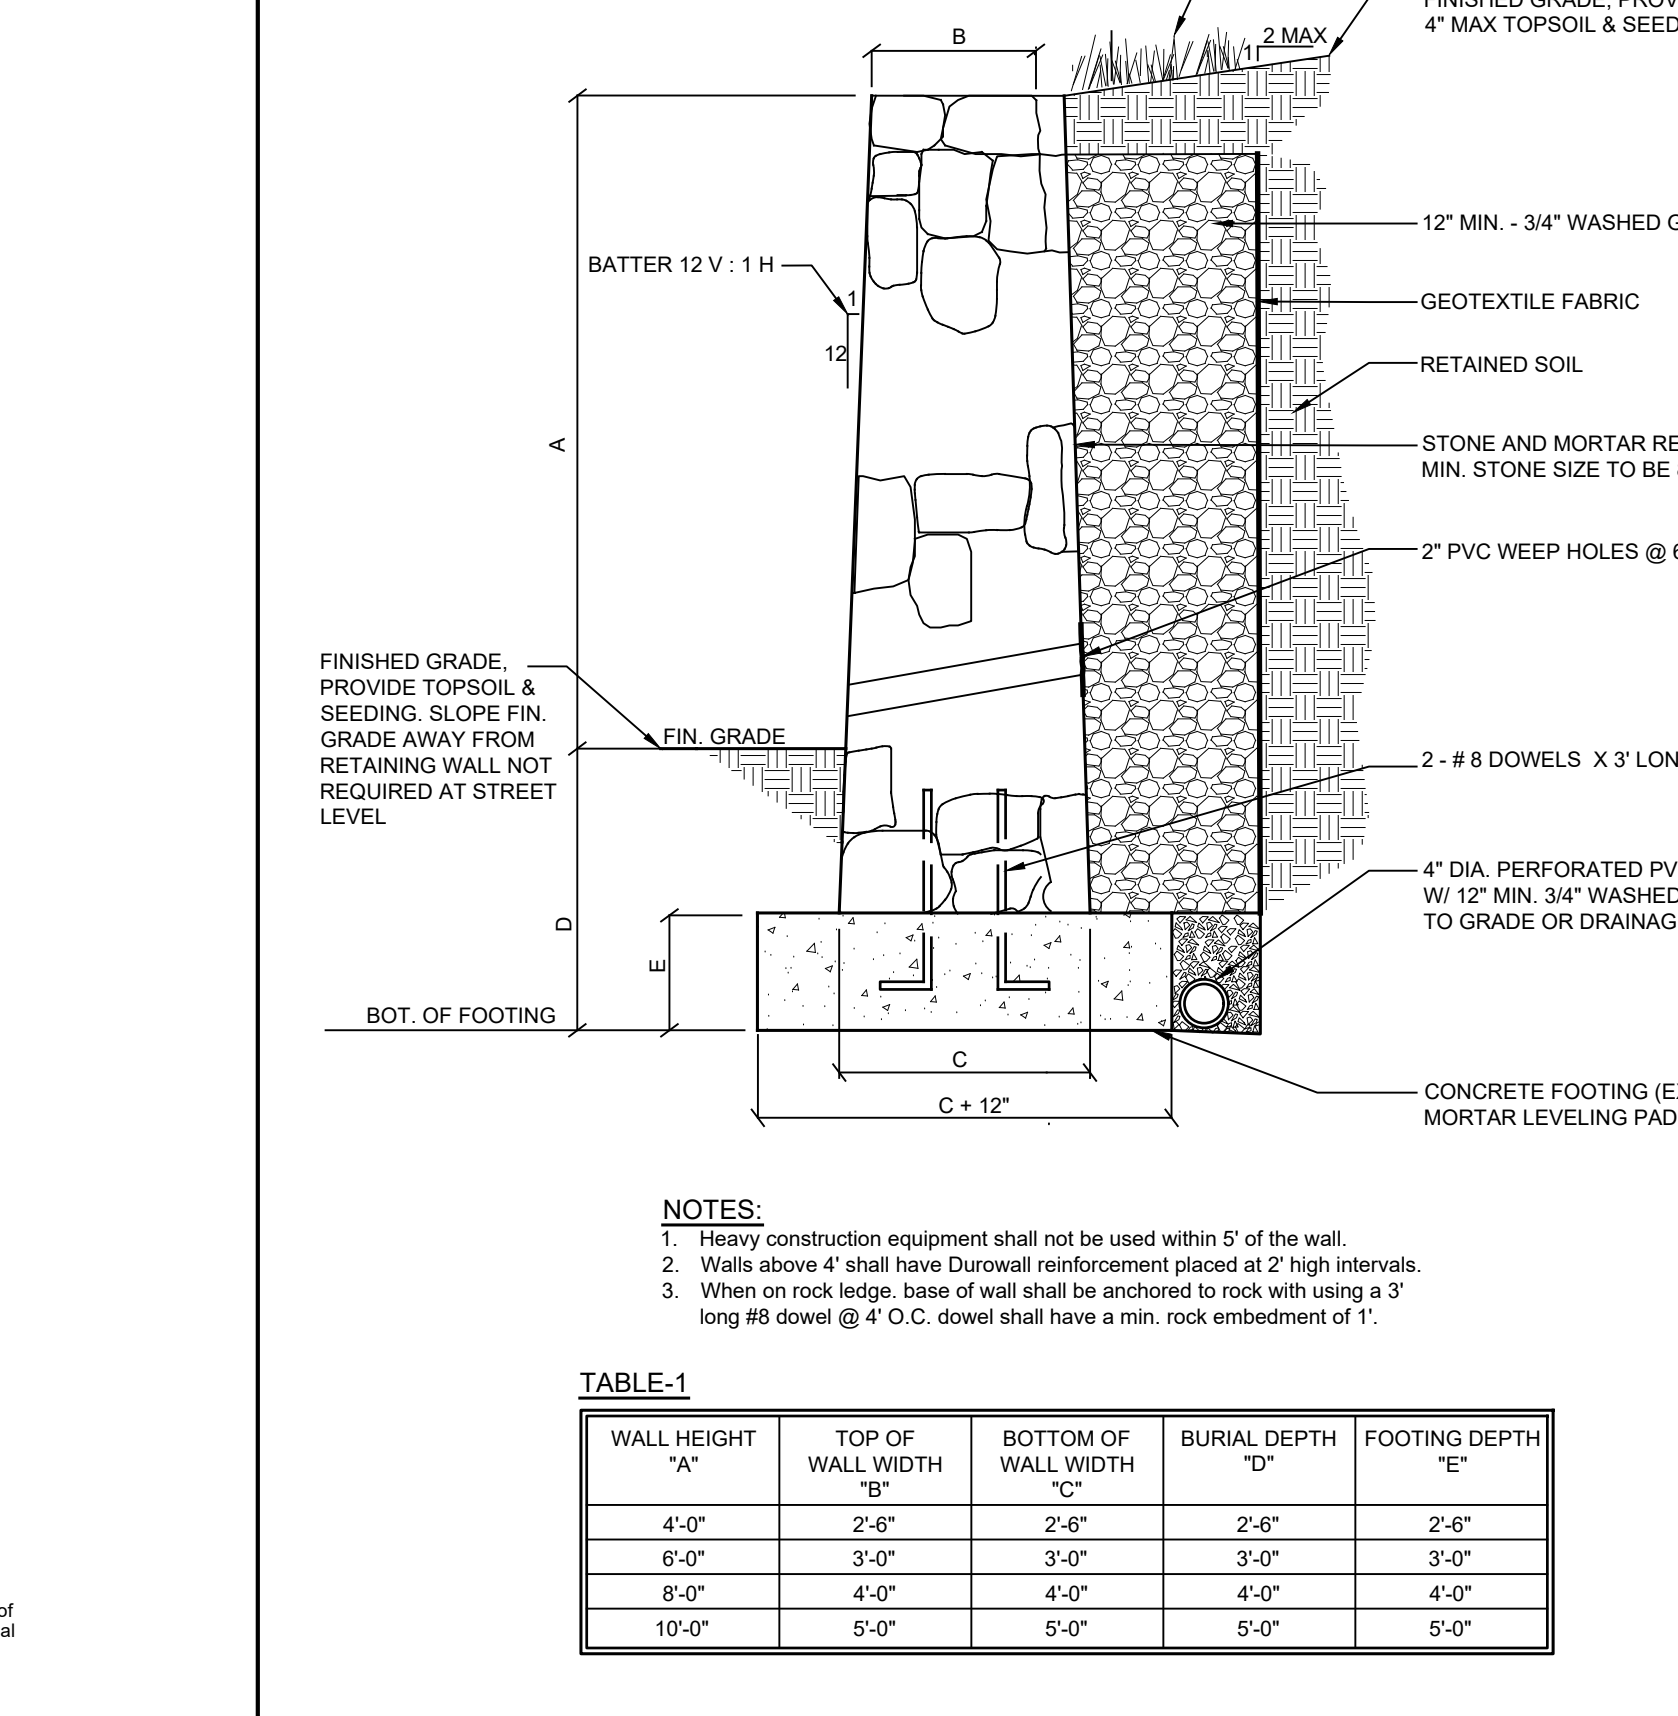 FINISHED GRADE,
4" MAX TOPSOIL & SEED
B
1
2 MAX
12" MIN. - 3/4" WASHED
BATTER 12 V : 1 H
1
12
GEOTEXTILE FABRIC
RETAINED SOIL
A
STONE AND MORTAR
MIN. STONE SIZE TO BE
2" PVC WEEP HOLES @
FINISHED GRADE,
PROVIDE TOPSOIL &
SEEDING. SLOPE FIN.
GRADE AWAY FROM
RETAINING WALL NOT
REQUIRED AT STREET
LEVEL
FIN. GRADE
2 - # 8 DOWELS X 3' LON
4" DIA. PERFORATED PV
W/ 12" MIN. 3/4" WASHED
TO GRADE OR DRAINAG
D
E
BOT. OF FOOTING
C
C + 12"
CONCRETE FOOTING
MORTAR LEVELING PAD
NOTES:
1. Heavy construction equipment shall not be used within 5' of the wall.
2. Walls above 4' shall have Durowall reinforcement placed at 2' high intervals.
3. When on rock ledge. base of wall shall be anchored to rock with using a 3'
long #8 dowel @ 4' O.C. dowel shall have a min. rock embedment of 1'.
TABLE-1
WALL HEIGHT "A" TOP OF WALL WIDTH "B" BOTTOM OF WALL WIDTH "C" BURIAL DEPTH "D" FOOTING DEPTH "E"
4'-0" 2'-6" 2'-6" 2'-6" 2'-6"
6'-0" 3'-0" 3'-0" 3'-0" 3'-0"
8'-0" 4'-0" 4'-0" 4'-0" 4'-0"
10'-0" 5'-0" 5'-0" 5'-0" 5'-0"
of
al